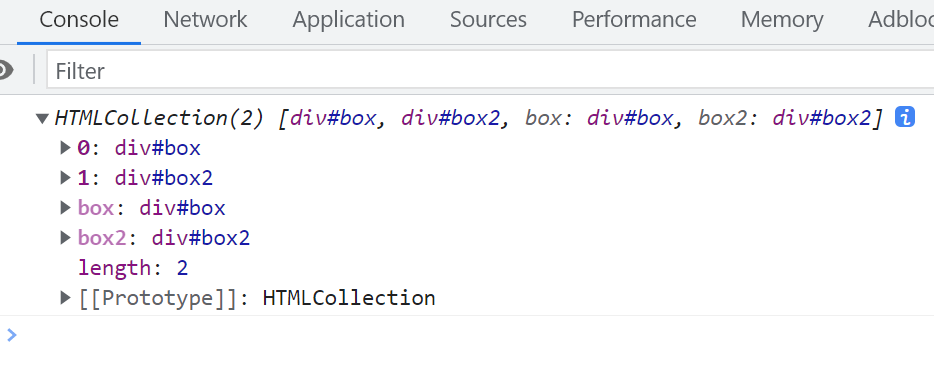 Console Network Application Sources Performance Memory
Filter
HTMLCollection(2) [div#box, div#box2, box: div#box, box2: div#box2] i
0: div#box
1: div#box2
box: div#box
box2: div#box2
length: 2
[[Prototype]]: HTMLCollection